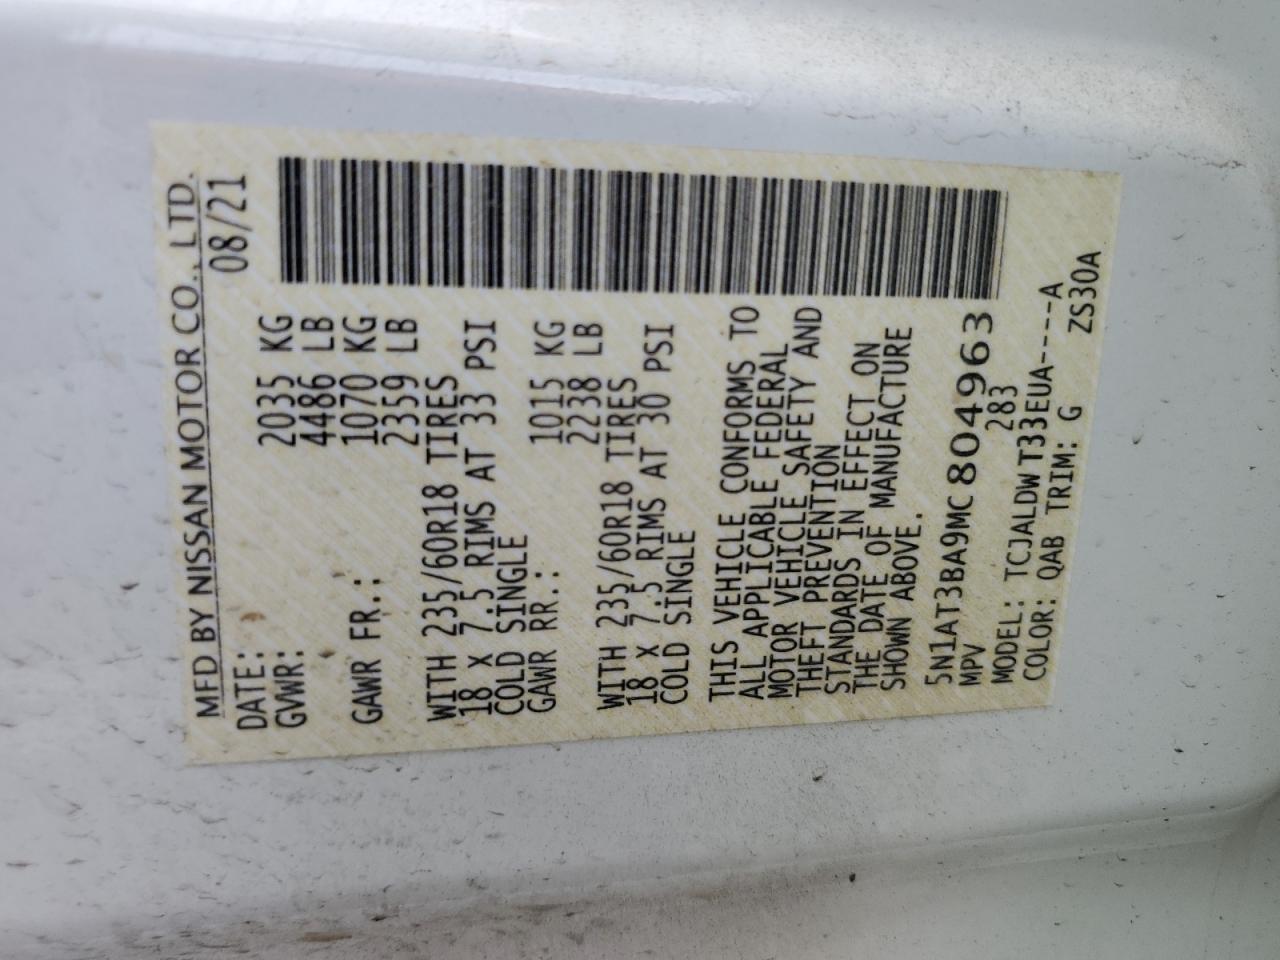 MFD BY NISSAN MOTOR CO., LTD.
DATE: 08/21
GVWR: 2035 KG
4486 LB
GAWR FR.: 1070 KG
2359 LB
WITH 235/60R18 TIRES
18 X 7.5 RIMS AT 33 PSI
COLD SINGLE
GAWR RR.: 1015 KG
2238 LB
WITH 235/60R18 TIRES
18 X 7.5 RIMS AT 30 PSI
COLD SINGLE
THIS VEHICLE CONFORMS TO
ALL APPLICABLE FEDERAL
MOTOR VEHICLE SAFETY AND
THEFT PREVENTION
STANDARDS IN EFFECT ON
THE DATE OF MANUFACTURE
SHOWN ABOVE.
5N1AT3BA9MC804963
MPV 283
MODEL: TCJALDWT33EUA-----A
COLOR: QAB TRIM: G ZS30A